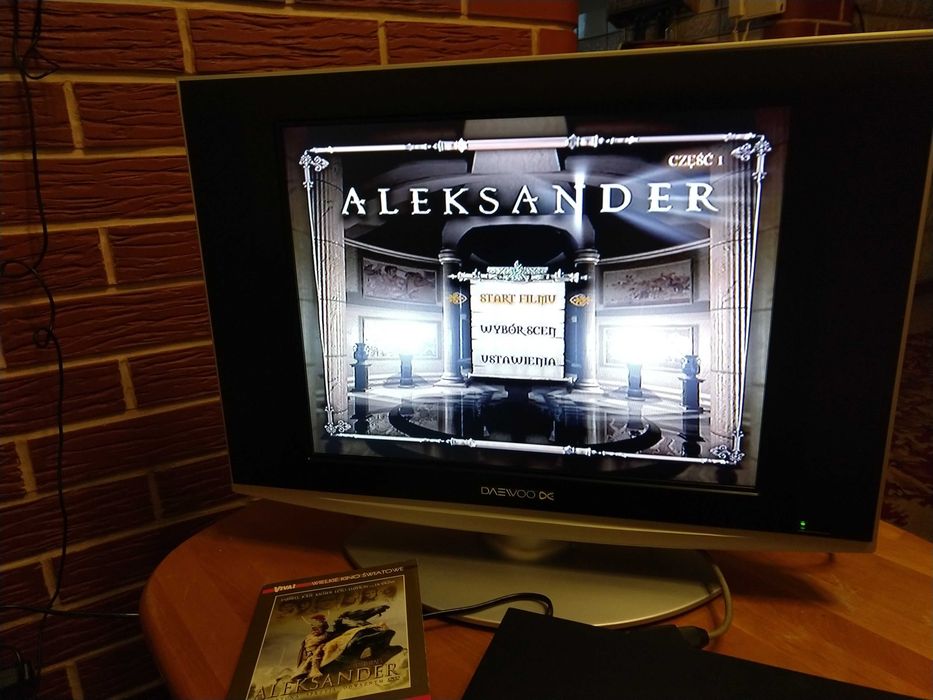 CZĘŚĆ 1
ALEKSANDER
START FILMU
WYBÓR SCEN
USTAWIENIA
DAEWOO
VIVA! WIELKIE KINO ŚWIATOWE
ALEKSANDER